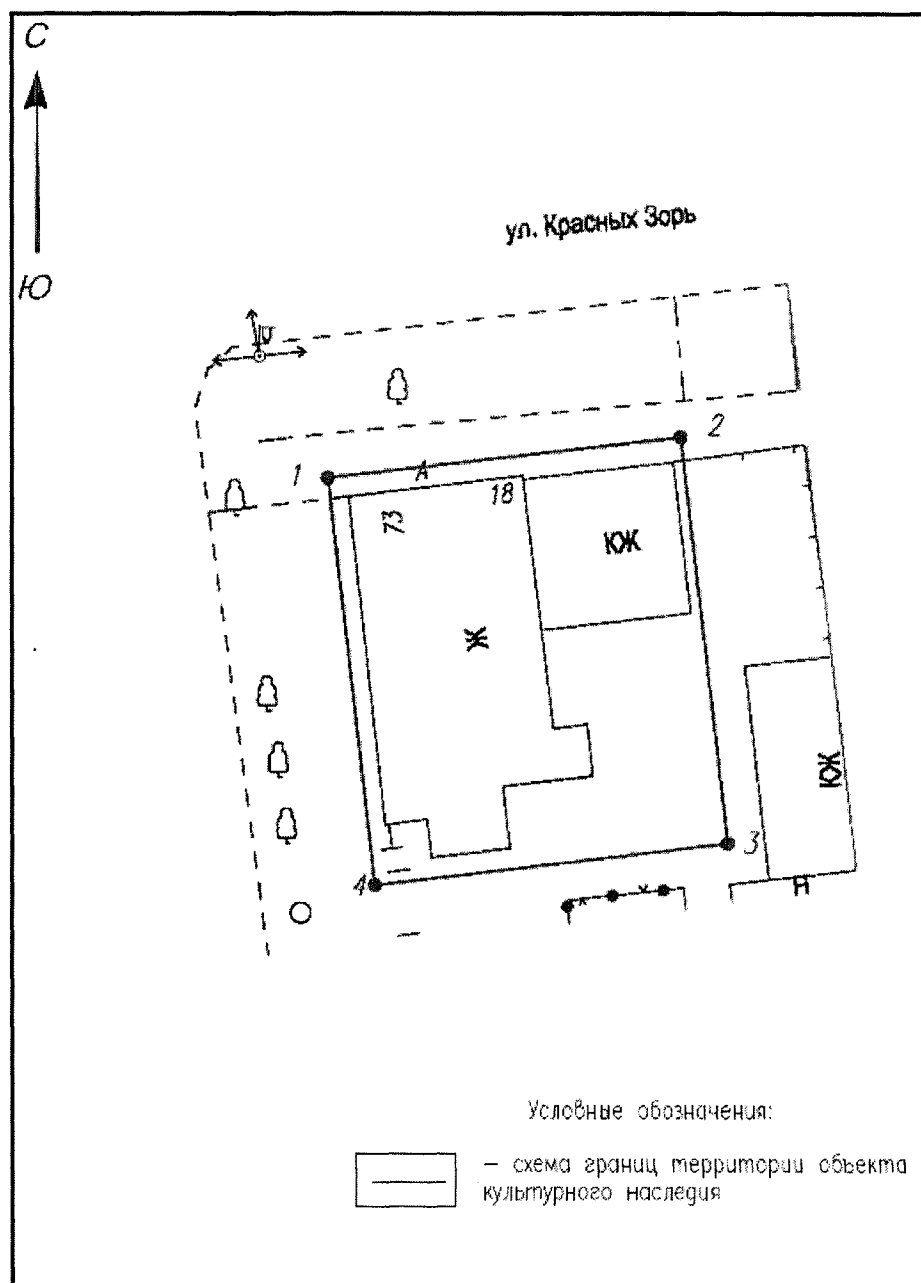 С
Ю
ул. Красных Зорь
1
А
2
73
18
КЖ
Ж
КЖ
3
4
Н
Условные обозначения:
— схема границ территории объекта
культурного наследия